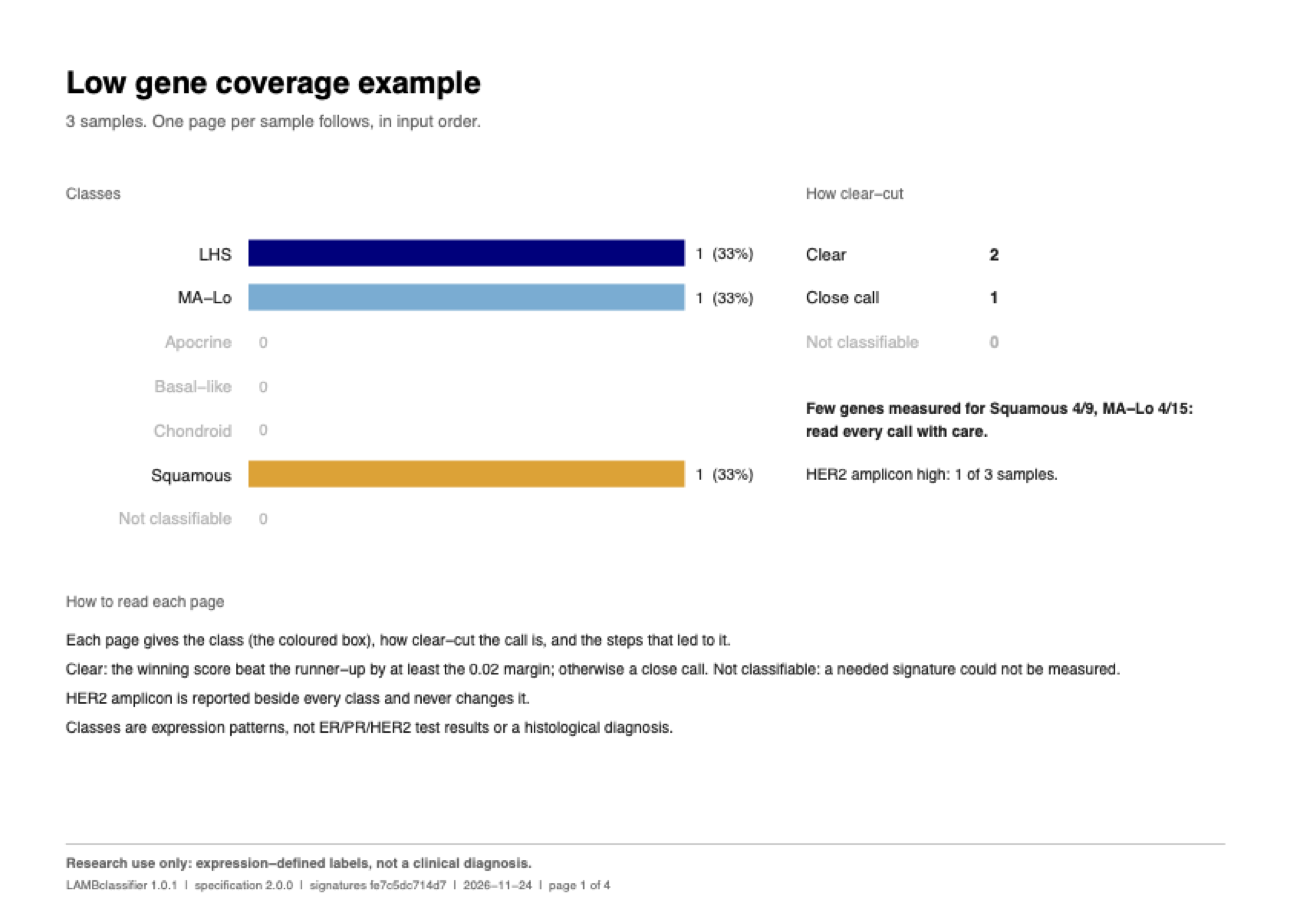 Low gene coverage example
3 samples. One page per sample follows, in input order.
Classes
LHS 1 (33%)
MA–Lo 1 (33%)
Apocrine 0
Basal–like 0
Chondroid 0
Squamous 1 (33%)
Not classifiable 0
How clear–cut
Clear 2
Close call 1
Not classifiable 0
Few genes measured for Squamous 4/9, MA–Lo 4/15:
read every call with care.
HER2 amplicon high: 1 of 3 samples.
How to read each page
Each page gives the class (the coloured box), how clear–cut the call is, and the steps that led to it.
Clear: the winning score beat the runner–up by at least the 0.02 margin; otherwise a close call. Not classifiable: a needed signature could not be measured.
HER2 amplicon is reported beside every class and never changes it.
Classes are expression patterns, not ER/PR/HER2 test results or a histological diagnosis.
Research use only: expression–defined labels, not a clinical diagnosis.
LAMBclassifier 1.0.1 | specification 2.0.0 | signatures fe7c5dc714d7 | 2026–11–24 | page 1 of 4